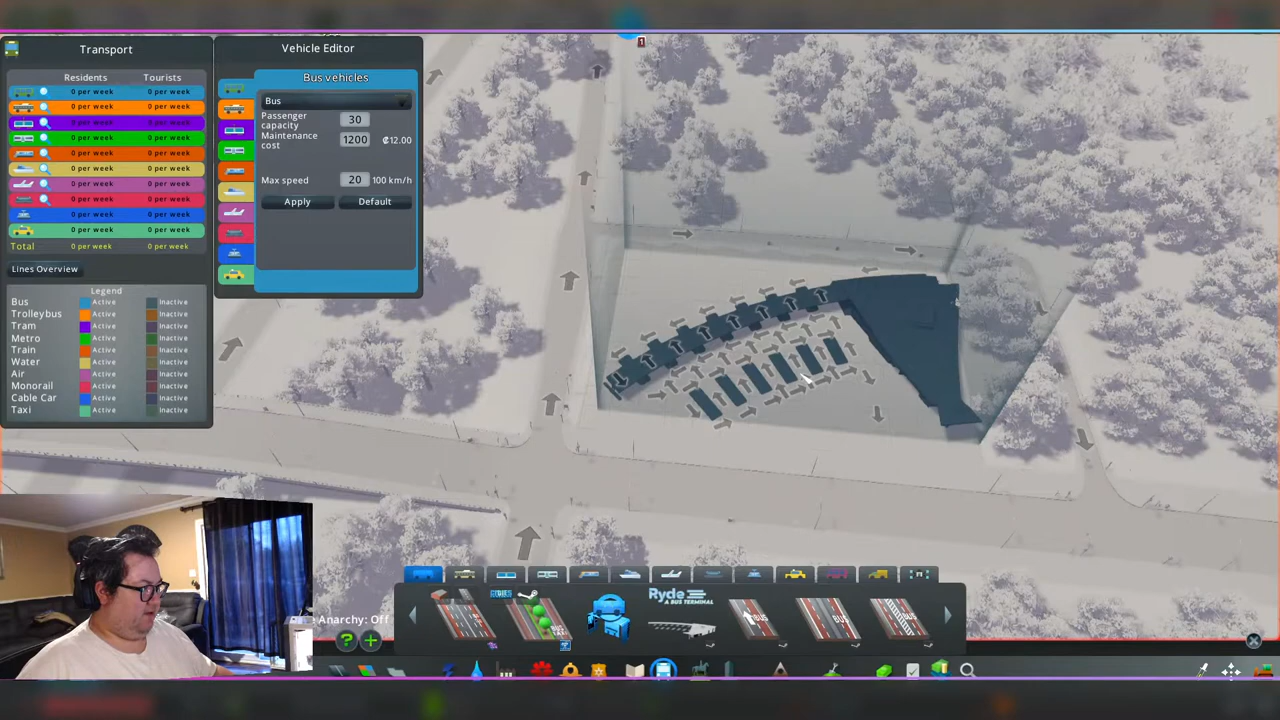 Transport
Residents Tourists
0 per week 0 per week
0 per week 0 per week
0 per week 0 per week
0 per week 0 per week
0 per week 0 per week
0 per week 0 per week
0 per week 0 per week
0 per week 0 per week
0 per week 0 per week
0 per week 0 per week
Total 0 per week 0 per week
Lines Overview
Legend
Bus Active Inactive
Trolleybus Active Inactive
Tram Active Inactive
Metro Active Inactive
Train Active Inactive
Water Active Inactive
Air Active Inactive
Monorail Active Inactive
Cable Car Active Inactive
Taxi Active Inactive
Vehicle Editor
Bus vehicles
Bus
Passenger capacity 30
Maintenance cost 1200 ₡12.00
Max speed 20 100 km/h
Apply Default
1
Anarchy: Off
? +
Ryde
A BUS TERMINAL
BUS
BUS
BUS